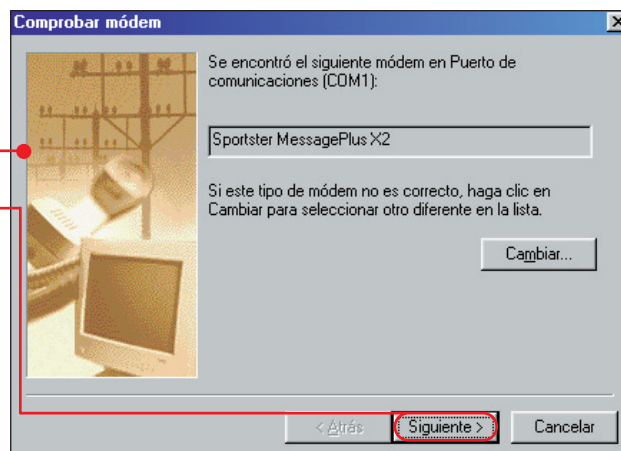 Comprobar módem
Se encontró el siguiente módem en Puerto de
comunicaciones (COM1):
Sportster MessagePlus X2
Si este tipo de módem no es correcto, haga clic en
Cambiar para seleccionar otro diferente en la lista.
Cambiar...
< Atrás
Siguiente >
Cancelar